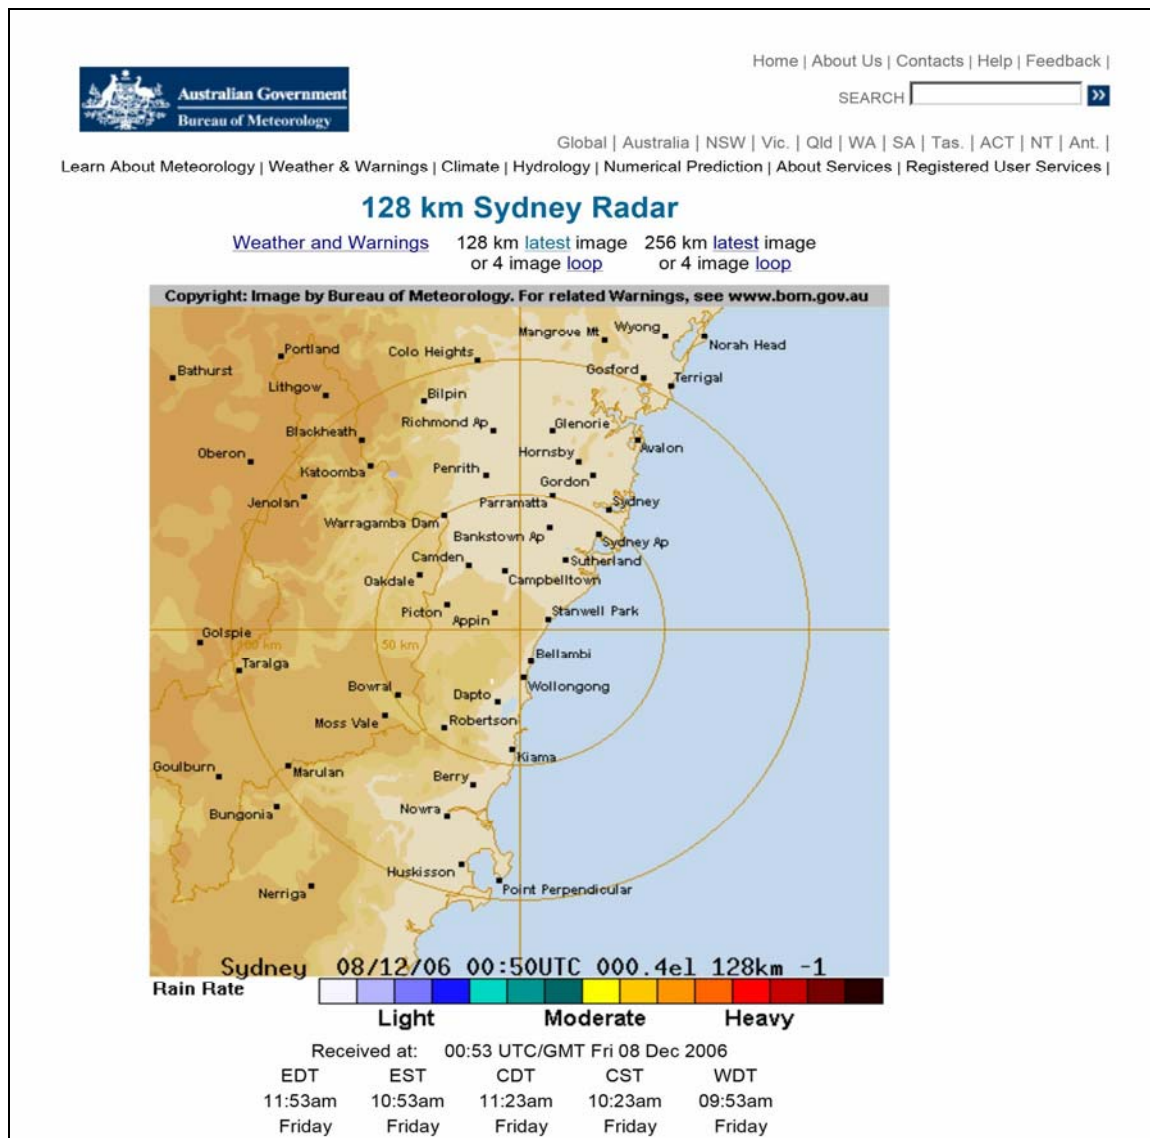 Home | About Us | Contacts | Help | Feedback |
Australian Government
Bureau of Meteorology
SEARCH
Global | Australia | NSW | Vic. | Qld | WA | SA | Tas. | ACT | NT | Ant. |
Learn About Meteorology | Weather & Warnings | Climate | Hydrology | Numerical Prediction | About Services | Registered User Services |
128 km Sydney Radar
Weather and Warnings 128 km latest image 256 km latest image
or 4 image loop or 4 image loop
Copyright: Image by Bureau of Meteorology. For related Warnings, see www.bom.gov.au
Mangrove Mt Wyong
Norah Head
Portland Colo Heights
Bathurst Gosford Terrigal
Lithgow Bilpin
Richmond Ap Glenorie
Blackheath
Avalon
Oberon Hornsby
Katoomba Penrith
Gordon
Jenolan Parramatta Sydney
Warragamba Dam
Bankstown Ap Sydney Ap
Camden Sutherland
Oakdale Campbelltown
Picton Appin Stanwell Park
Golspie
100 km 50 km
Taralga Bellambi
Bowral Dapto Wollongong
Moss Vale Robertson
Kiama
Goulburn Marulan Berry
Bungonia Nowra
Huskisson
Nerriga Point Perpendicular
Sydney 08/12/06 00:50UTC 000.4el 128km -1
Rain Rate
Light Moderate Heavy
Received at: 00:53 UTC/GMT Fri 08 Dec 2006
EDT EST CDT CST WDT
11:53am 10:53am 11:23am 10:23am 09:53am
Friday Friday Friday Friday Friday